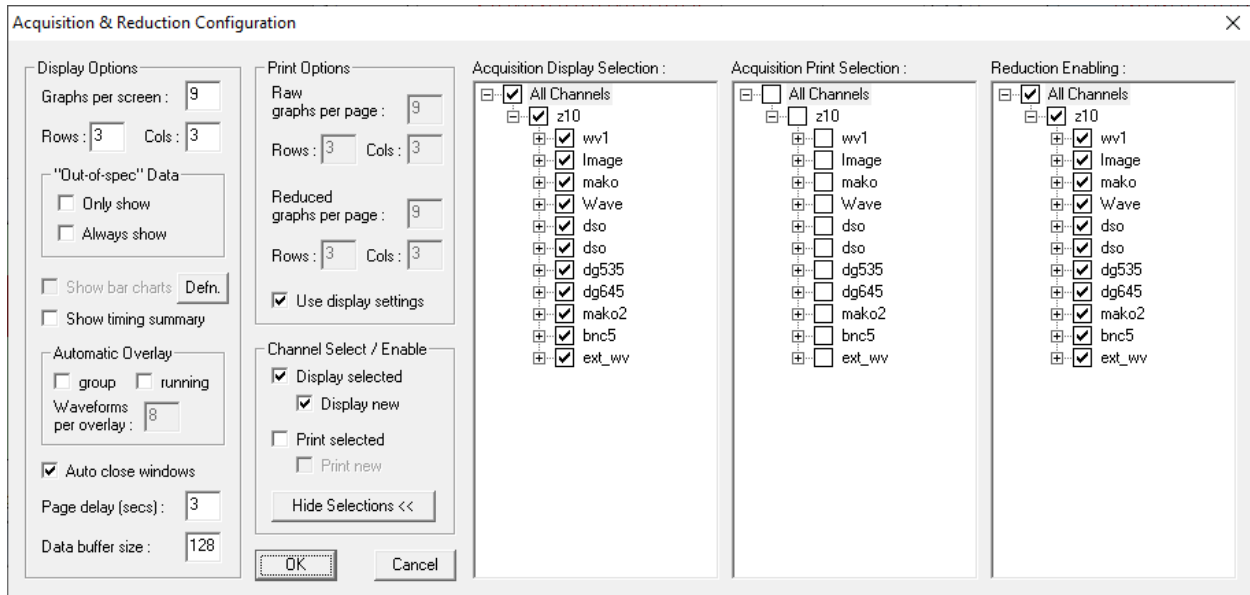 Acquisition & Reduction Configuration
Display Options
Graphs per screen : 9
Rows : 3 Cols : 3
"Out-of-spec" Data
Only show
Always show
Show bar charts Defn.
Show timing summary
Automatic Overlay
group running
Waveforms
per overlay : 8
Auto close windows
Page delay (secs) : 3
Data buffer size : 128
Print Options
Raw
graphs per page : 9
Rows : 3 Cols : 3
Reduced
graphs per page : 9
Rows : 3 Cols : 3
Use display settings
Channel Select / Enable
Display selected
Display new
Print selected
Print new
Hide Selections <<
OK Cancel
Acquisition Display Selection :
All Channels
z10
wv1
Image
mako
Wave
dso
dso
dg535
dg645
mako2
bnc5
ext_wv
Acquisition Print Selection :
All Channels
z10
wv1
Image
mako
Wave
dso
dso
dg535
dg645
mako2
bnc5
ext_wv
Reduction Enabling :
All Channels
z10
wv1
Image
mako
Wave
dso
dso
dg535
dg645
mako2
bnc5
ext_wv